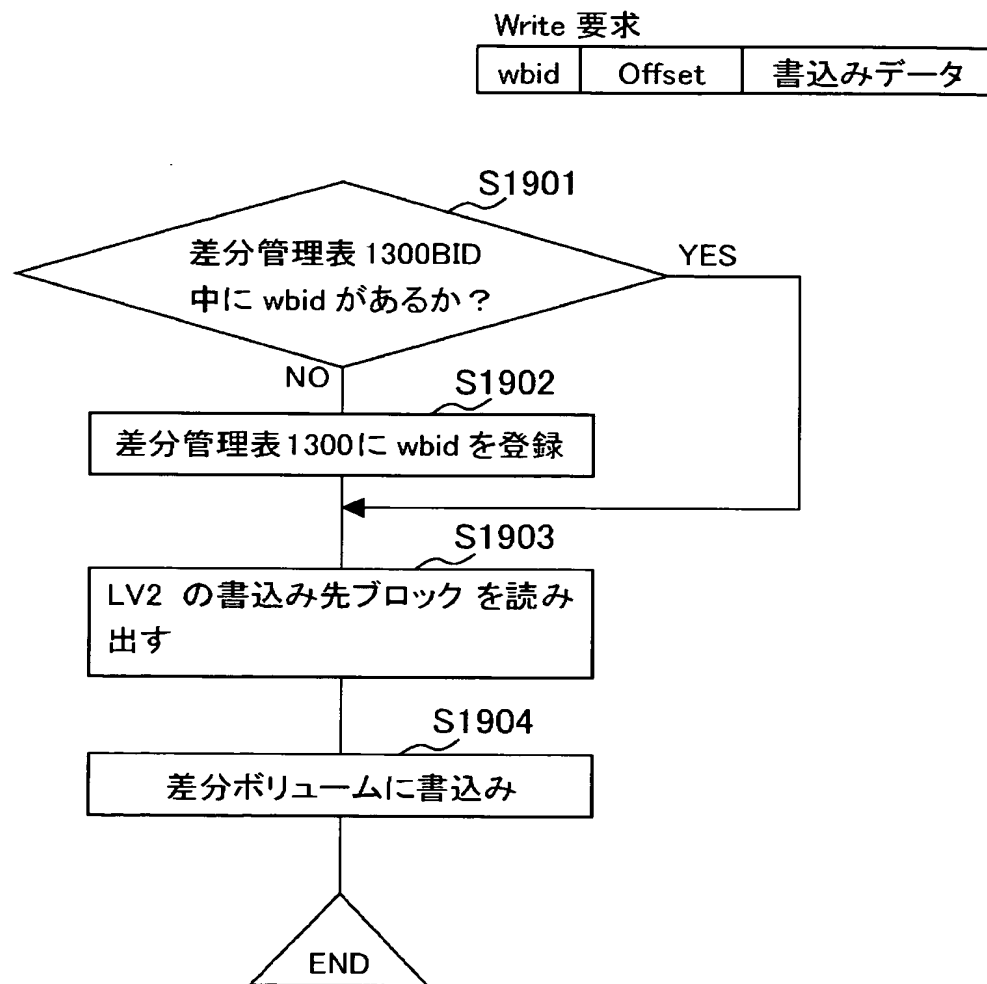 Write 要求
wbid Offset 書込みデータ
S1901
差分管理表 1300BID
中に wbid があるか？
YES
NO
S1902
差分管理表1300に wbid を登録
S1903
LV2 の書込み先ブロック を読み
出す
S1904
差分ボリュームに書込み
END